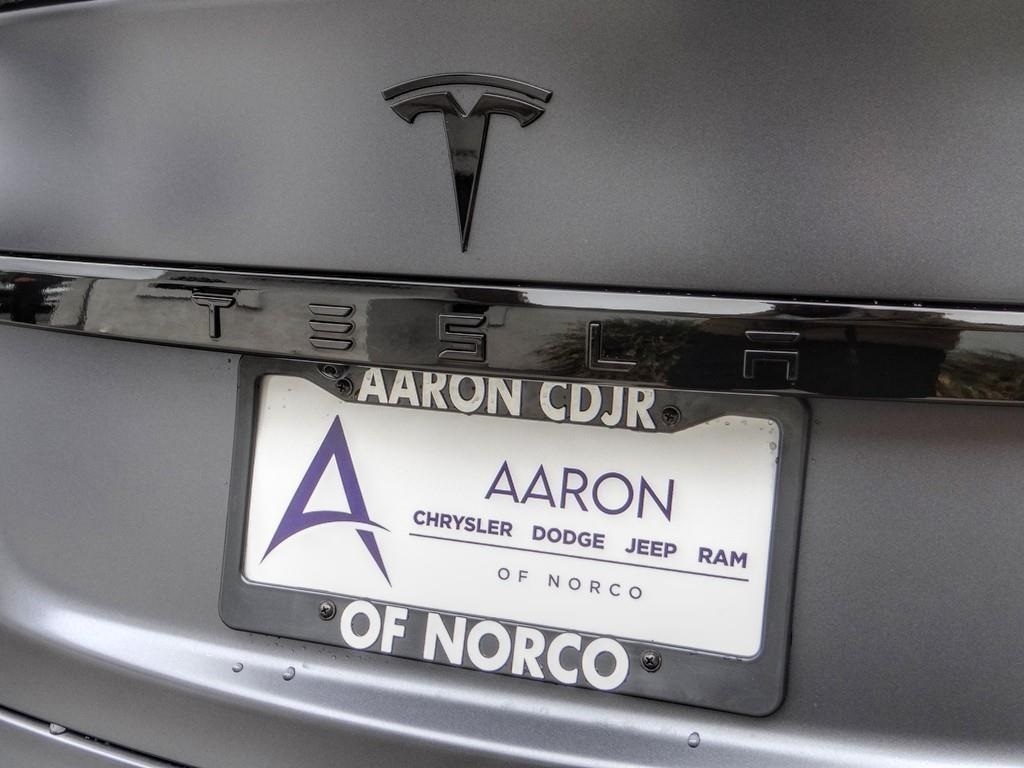 TESLA
AARON CDJR
AARON
CHRYSLER DODGE JEEP RAM
OF NORCO
OF NORCO